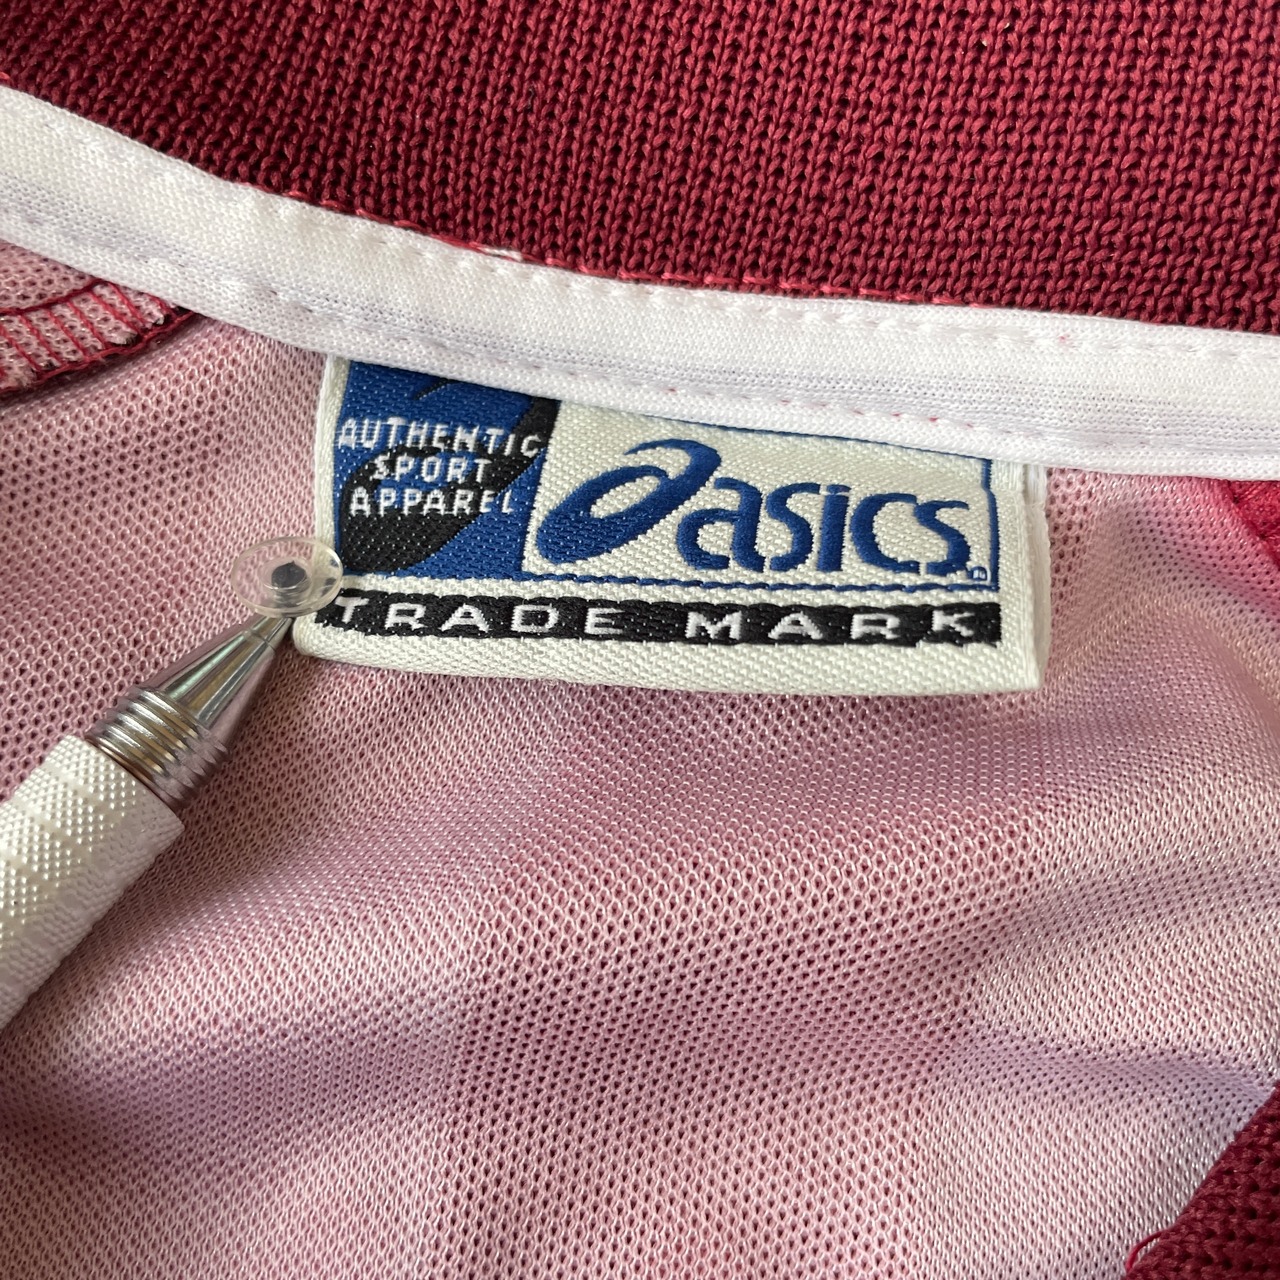 AUTHENTIC
SPORT
APPAREL
asics®
TRADE MARK